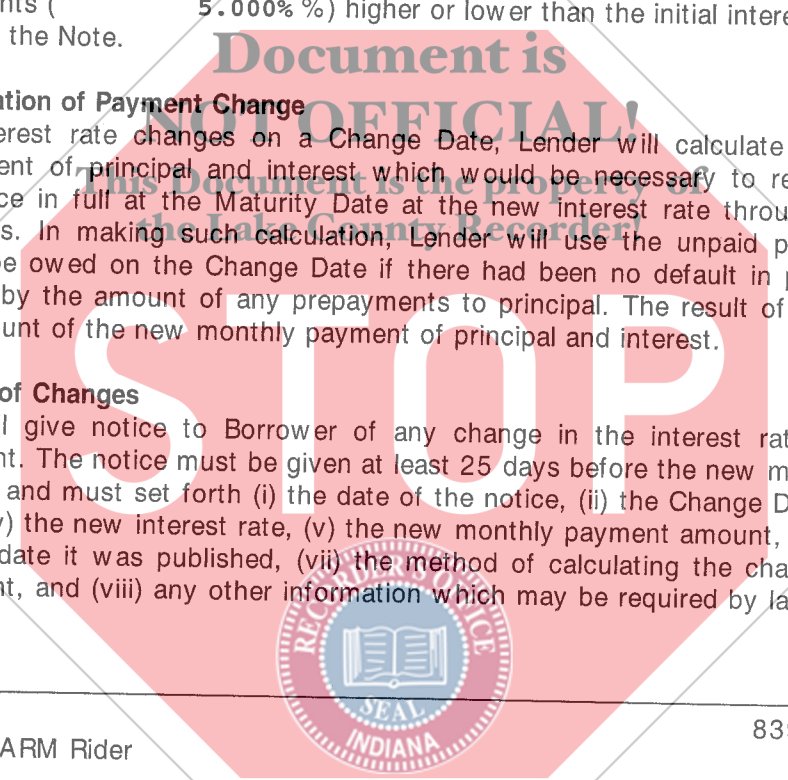 nts ( 5.000% %) higher or lower than the initial intere
the Note.
Document is
ation of Payment Change
NOT OFFICIAL!
erest rate changes on a Change Date, Lender will calculate
ent of principal and interest which would be necessary to re
This Document is the property of
ce in full at the Maturity Date at the new interest rate throu
the Lake County Recorder!
s. In making such calculation, Lender will use the unpaid p
e owed on the Change Date if there had been no default in p
by the amount of any prepayments to principal. The result of
unt of the new monthly payment of principal and interest.
STOP
of Changes
l give notice to Borrower of any change in the interest rat
nt. The notice must be given at least 25 days before the new m
and must set forth (i) the date of the notice, (ii) the Change D
v) the new interest rate, (v) the new monthly payment amount,
date it was published, (vii) the method of calculating the cha
nt, and (viii) any other information which may be required by la
RECORDER'S OFFICE
SEAL
INDIANA
ARM Rider
83